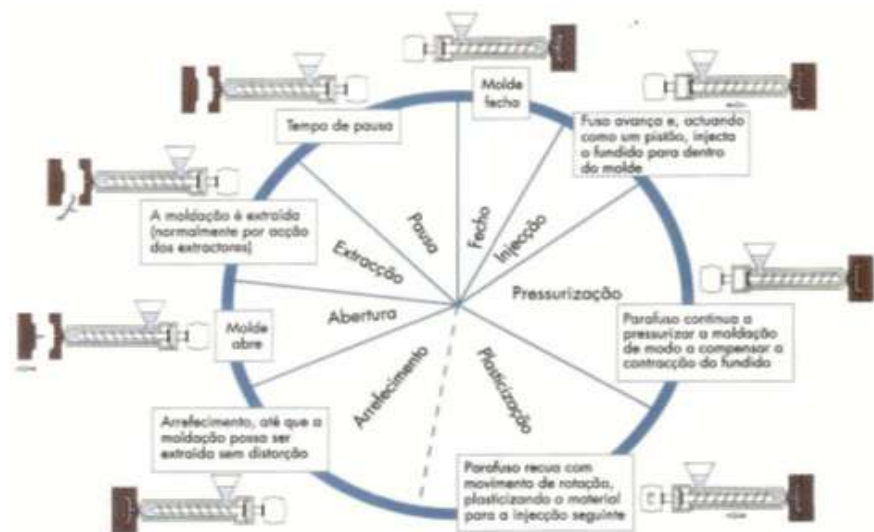 Molde
fecha
Fuso avança e, actuando
como um pistão, injecta
o fundido para dentro
do molde
Tempo de pausa
A moldação é extraída
(normalmente por acção
dos extractores)
Pausa
Fecho
Injecção
Extracção
Pressurização
Abertura
Molde
abre
Parafuso continua a
pressurizar a moldação
de modo a compensar a
contracção do fundido
Arrefecimento
Plasticização
Arrefecimento, até que a
moldação possa ser
extraída sem distorção
Parafuso recua com
movimento de rotação,
plasticizando o material
para a injecção seguinte